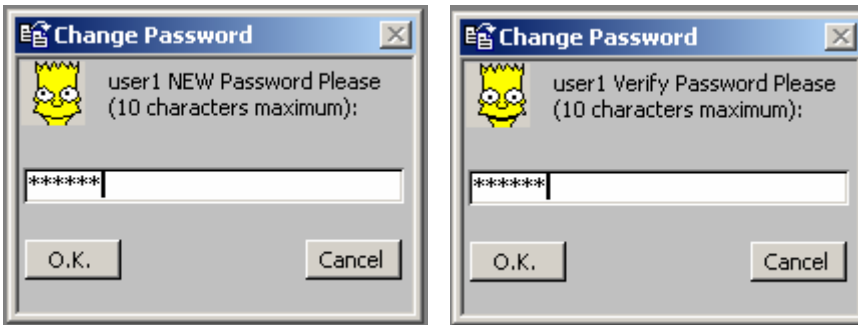 Change Password
user1 NEW Password Please
(10 characters maximum):
******
O.K.
Cancel
Change Password
user1 Verify Password Please
(10 characters maximum):
******
O.K.
Cancel